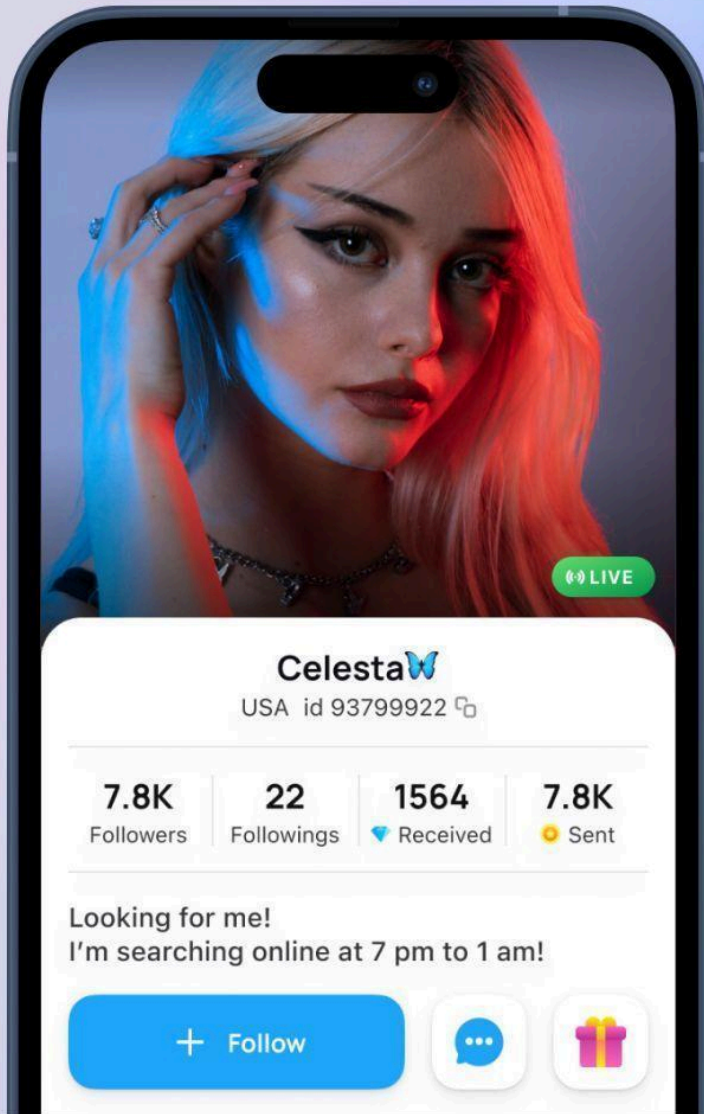 LIVE
Celesta🦋
USA id 93799922
7.8K
Followers
22
Followings
1564
💎 Received
7.8K
Sent
Looking for me!
I'm searching online at 7 pm to 1 am!
+ Follow